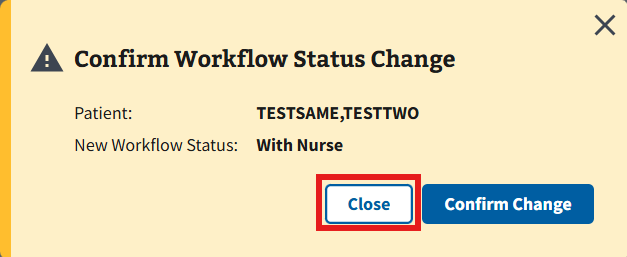 Confirm Workflow Status Change
Patient: TESTSAME,TESTTWO
New Workflow Status: With Nurse
Close Confirm Change